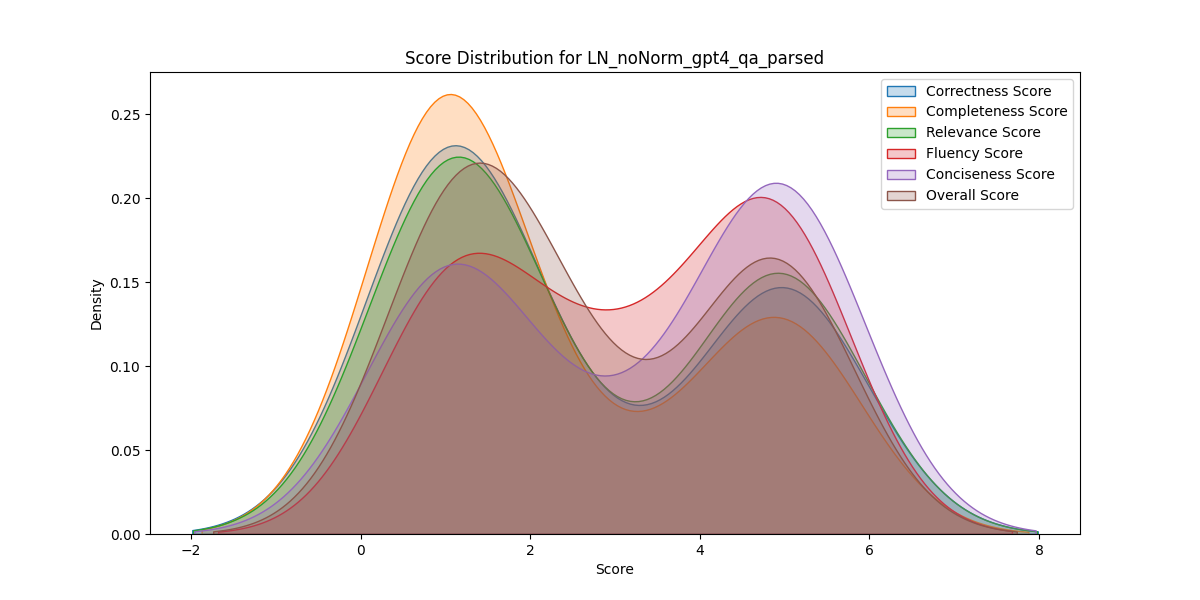 Score Distribution for LN_noNorm_gpt4_qa_parsed
Correctness Score
Completeness Score
Relevance Score
Fluency Score
Conciseness Score
Overall Score
Density
0.25
0.20
0.15
0.10
0.05
0.00
−2
0
2
4
6
8
Score